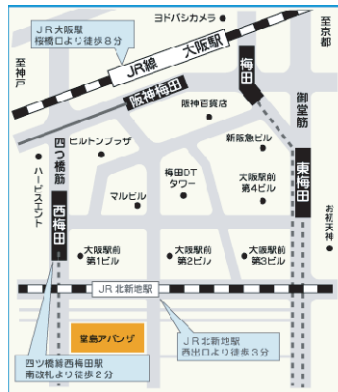 ヨドバシカメラ
至京都
JR大阪駅
桜橋口より徒歩8分
JR線 大阪駅
梅田
至神戸
阪神梅田
阪神百貨店
御堂筋
四つ橋筋
ヒルトンプラザ
新阪急ビル
ハービスエント
梅田DT
タワー
大阪駅前
第4ビル
東梅田
マルビル
西梅田
お初天神
大阪駅前
第1ビル
大阪駅前
第2ビル
大阪駅前
第3ビル
JR北新地駅
堂島アバンザ
JR北新地駅
西出口より徒歩3分
四ツ橋線西梅田駅
南改札より徒歩2分